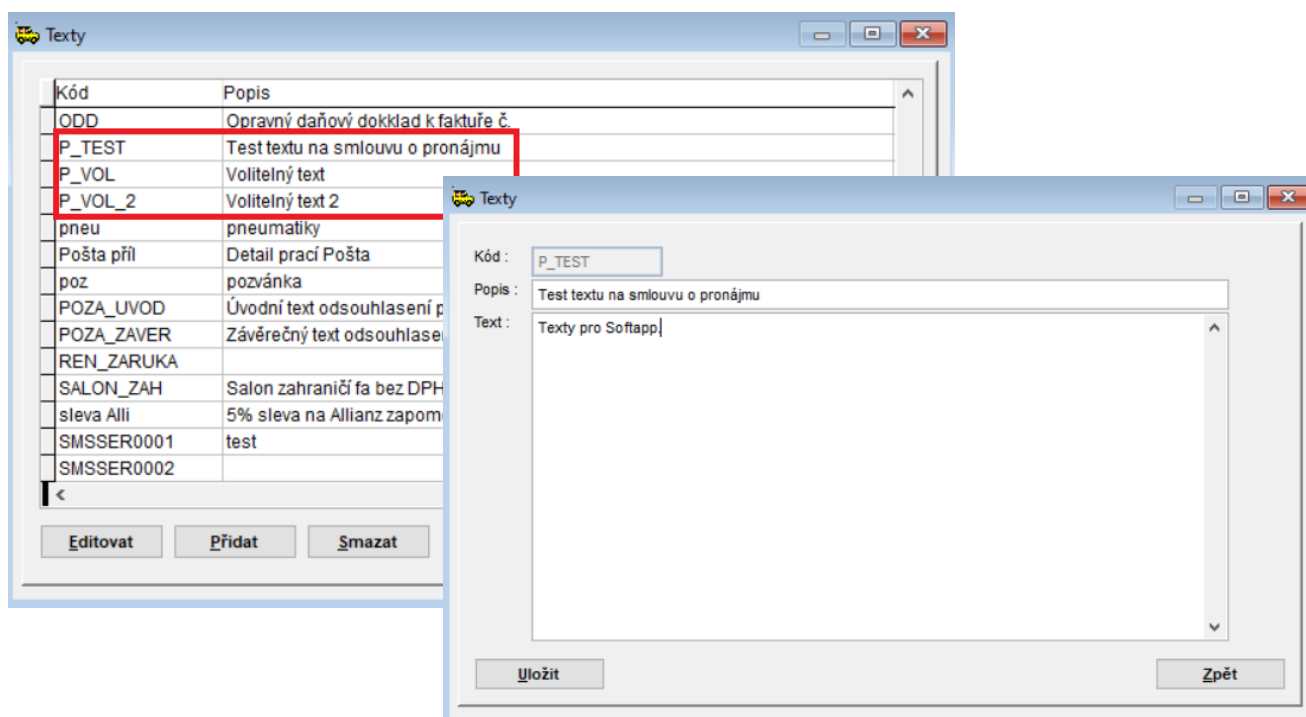 Texty
Kód Popis
ODD Opravný daňový dokklad k faktuře č.
P_TEST Test textu na smlouvu o pronájmu
P_VOL Volitelný text
P_VOL_2 Volitelný text 2
pneu pneumatiky
Pošta příl Detail prací Pošta
poz pozvánka
POZA_UVOD Úvodní text odsouhlasení p
POZA_ZAVER Závěrečný text odsouhlase
REN_ZARUKA
SALON_ZAH Salon zahraničí fa bez DPH
sleva Alli 5% sleva na Allianz zapom
SMSSER0001 test
SMSSER0002
Editovat Přidat Smazat
Texty
Kód : P_TEST
Popis : Test textu na smlouvu o pronájmu
Text : Texty pro Softapp.
Uložit Zpět